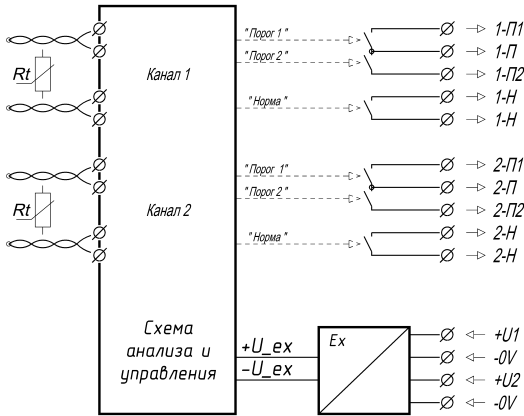 "Порог 1" 1-П1
Rt Канал 1 "Порог 2" 1-П
1-П2
"Норма" 1-Н
1-Н
"Порог 1" 2-П1
2-П
Rt Канал 2 "Порог 2" 2-П2
"Норма" 2-Н
2-Н
Схема
анализа и
управления
+U_ex
-U_ex
Ex
+U1
-0V
+U2
-0V